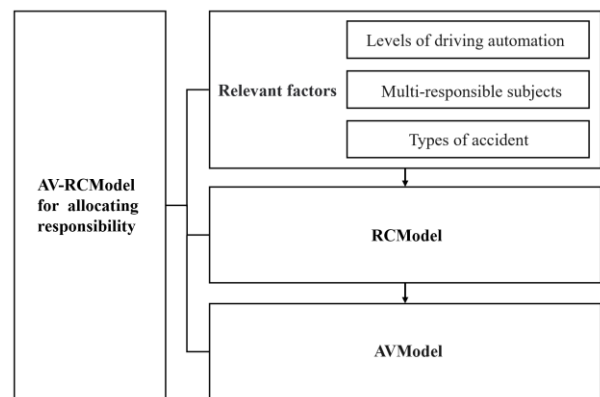 AV-RCModel
for allocating
responsibility
Relevant factors
Levels of driving automation
Multi-responsible subjects
Types of accident
RCModel
AVModel